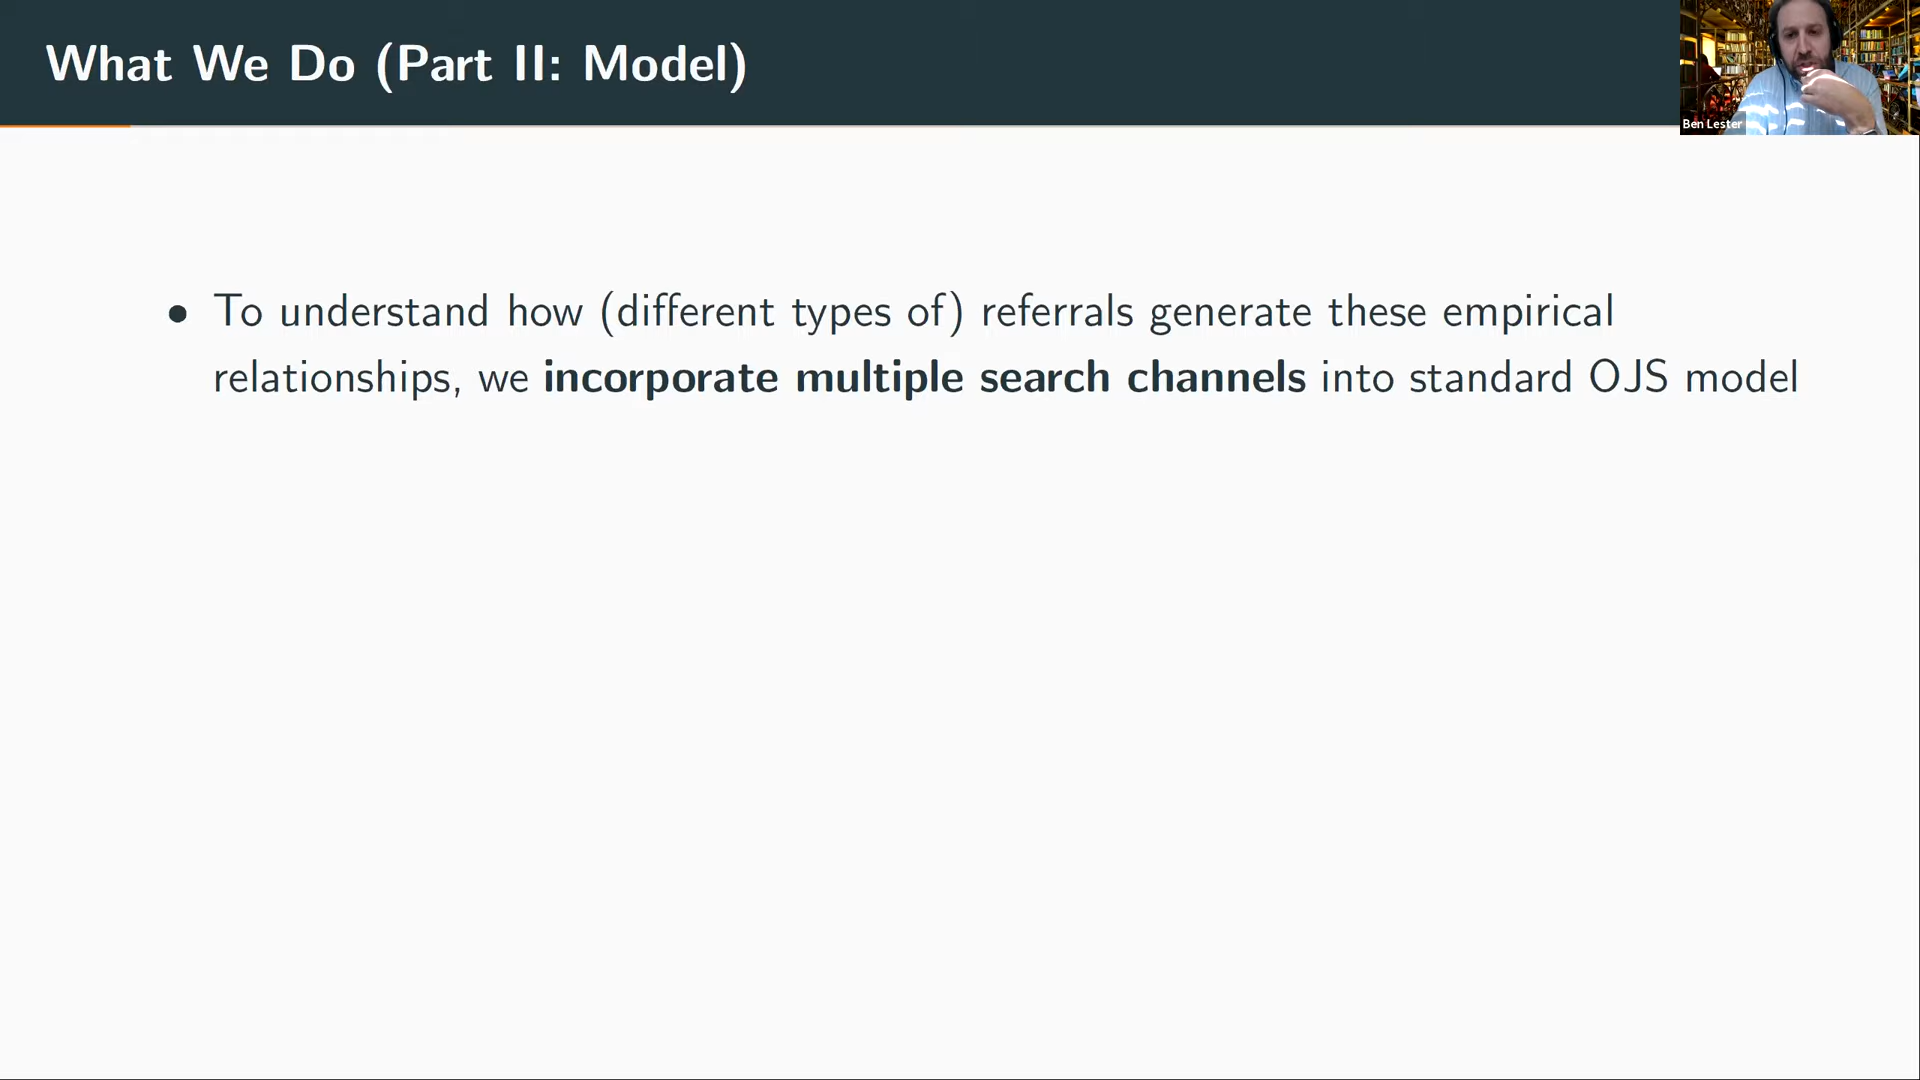 What We Do (Part II: Model)
Ben Lester
• To understand how (different types of) referrals generate these empirical
relationships, we incorporate multiple search channels into standard OJS model